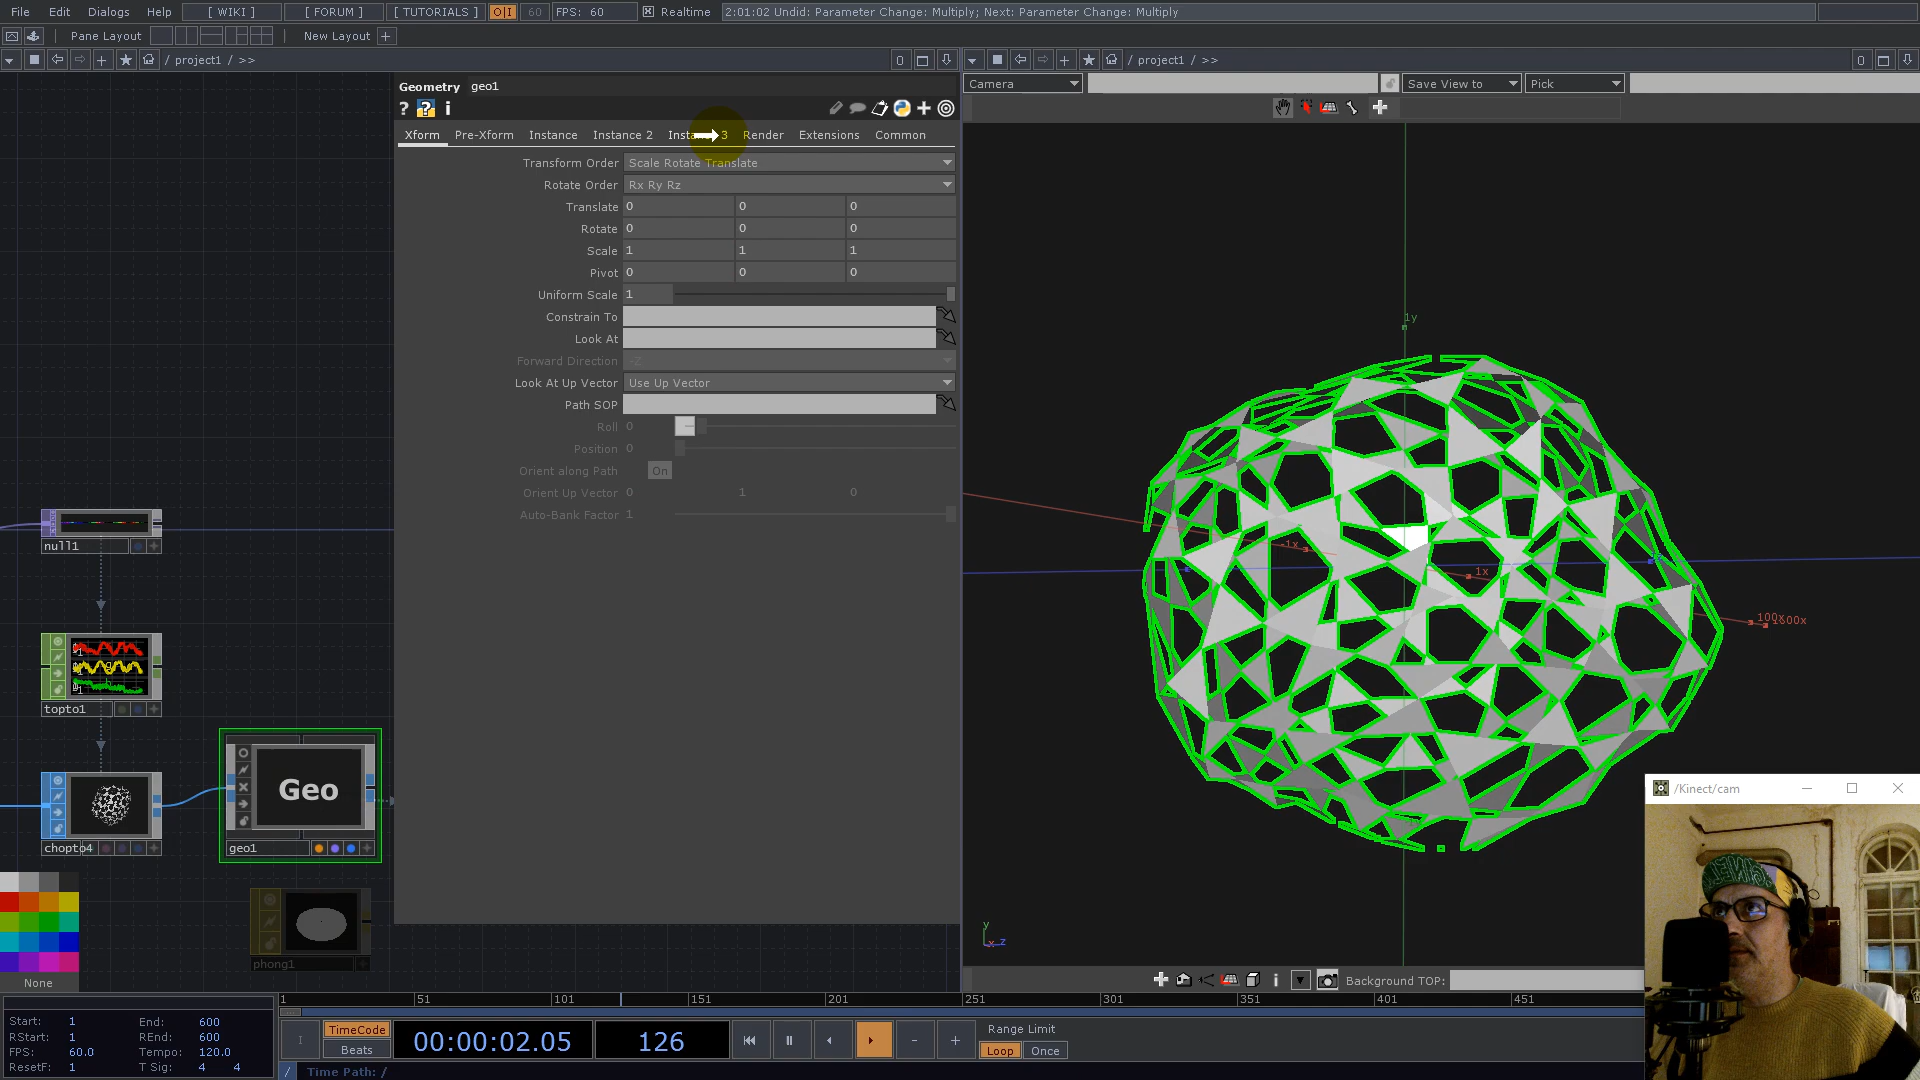 File Edit Dialogs Help [ WIKI ] [ FORUM ] [ TUTORIALS ] O|I 60 FPS: 60 Realtime 2:01:02 Undid: Parameter Change: Multiply; Next: Parameter Change: Multiply
Pane Layout New Layout +
/ project1 / >> 0
/ project1 / >> 0
Geometry geo1
Camera Save View to Pick
? ? i
Xform Pre-Xform Instance Instance 2 Render Extensions Common
Transform Order Scale Rotate Translate
Rotate Order Rx Ry Rz
Translate 0 0 0
Rotate 0 0 0
Scale 1 1 1
Pivot 0 0 0
Uniform Scale 1
Constrain To
Look At
Forward Direction -Z
Look At Up Vector Use Up Vector
Path SOP
Roll 0
Position 0
Orient along Path On
Orient Up Vector 0 1 0
Auto-Bank Factor 1
null1
topto1
Geo
chopto4
geo1
phong1
None
1y
-1x
1x
y
x z
Background TOP:
/Kinect/cam
1 51 101 151 201 251 301 351 401 451
Start: 1 End: 600
RStart: 1 REnd: 600
FPS: 60.0 Tempo: 120.0
ResetF: 1 T Sig: 4 4
TimeCode
Beats
00:00:02.05 126
Range Limit
Loop Once
/ Time Path: /